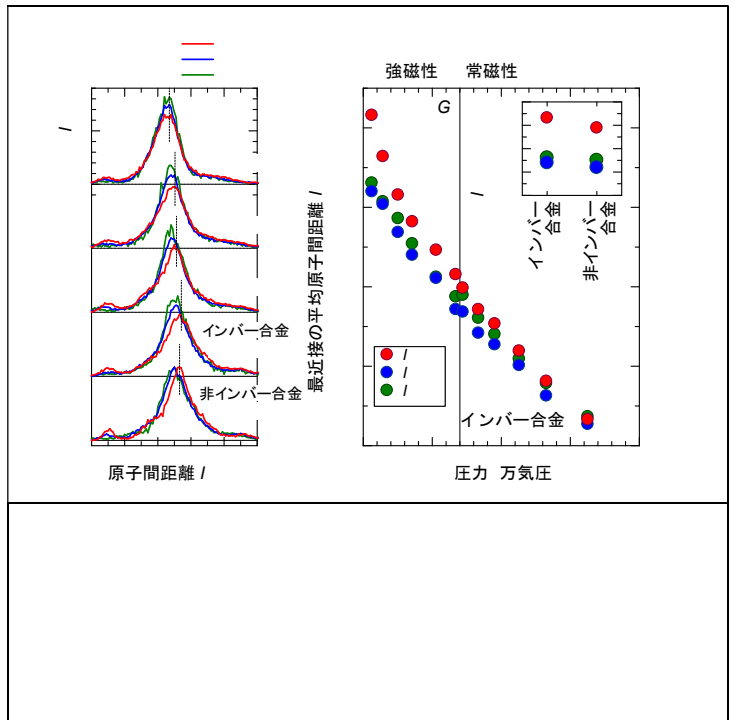 l
インバー合金
非インバー合金
原子間距離 l
強磁性
常磁性
G
l
インバー
合金
非インバー
合金
最近接の平均原子間距離 l
l
l
l
インバー合金
圧力 万気圧